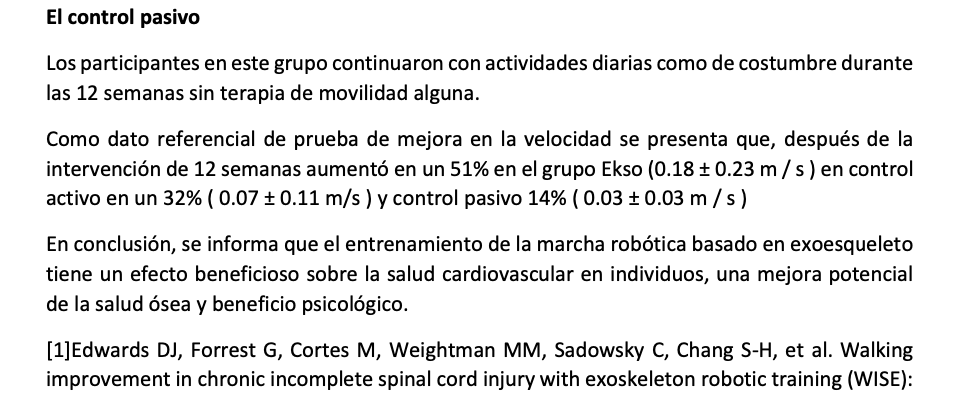 El control pasivo
Los participantes en este grupo continuaron con actividades diarias como de costumbre durante
las 12 semanas sin terapia de movilidad alguna.
Como dato referencial de prueba de mejora en la velocidad se presenta que, después de la
intervención de 12 semanas aumentó en un 51% en el grupo Ekso (0.18 ± 0.23 m / s ) en control
activo en un 32% ( 0.07 ± 0.11 m/s ) y control pasivo 14% ( 0.03 ± 0.03 m / s )
En conclusión, se informa que el entrenamiento de la marcha robótica basado en exoesqueleto
tiene un efecto beneficioso sobre la salud cardiovascular en individuos, una mejora potencial
de la salud ósea y beneficio psicológico.
[1]Edwards DJ, Forrest G, Cortes M, Weightman MM, Sadowsky C, Chang S-H, et al. Walking
improvement in chronic incomplete spinal cord injury with exoskeleton robotic training (WISE):